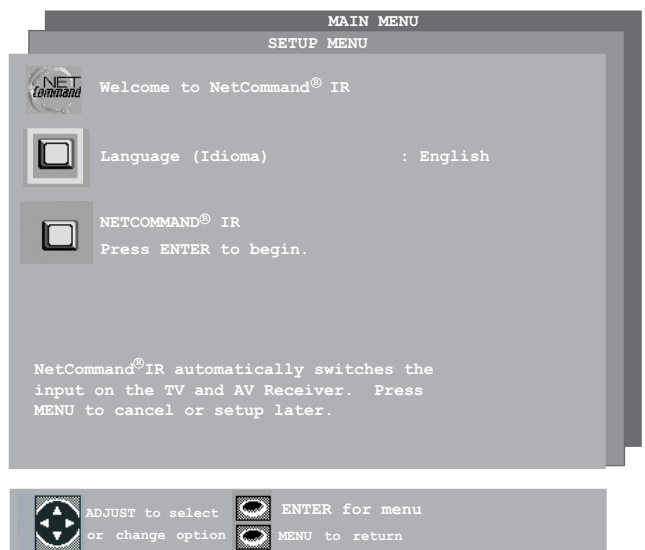 MAIN MENU
SETUP MENU
NET
Command
Welcome to NetCommand® IR
Language (Idioma) : English
NETCOMMAND® IR
Press ENTER to begin.
NetCommand®IR automatically switches the
input on the TV and AV Receiver. Press
MENU to cancel or setup later.
ADJUST to select
or change option
ENTER for menu
MENU to return